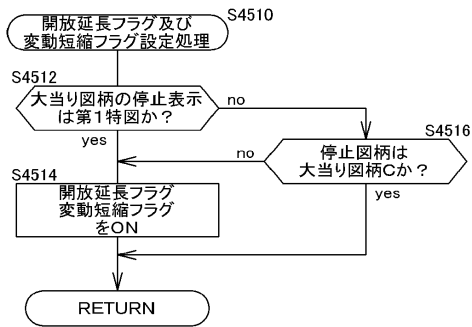 S4510
開放延長フラグ及び
変動短縮フラグ設定処理
S4512
大当り図柄の停止表示
は第1特図か?
no
yes
S4516
停止図柄は
大当り図柄Cか?
no
yes
S4514
開放延長フラグ
変動短縮フラグ
をON
RETURN